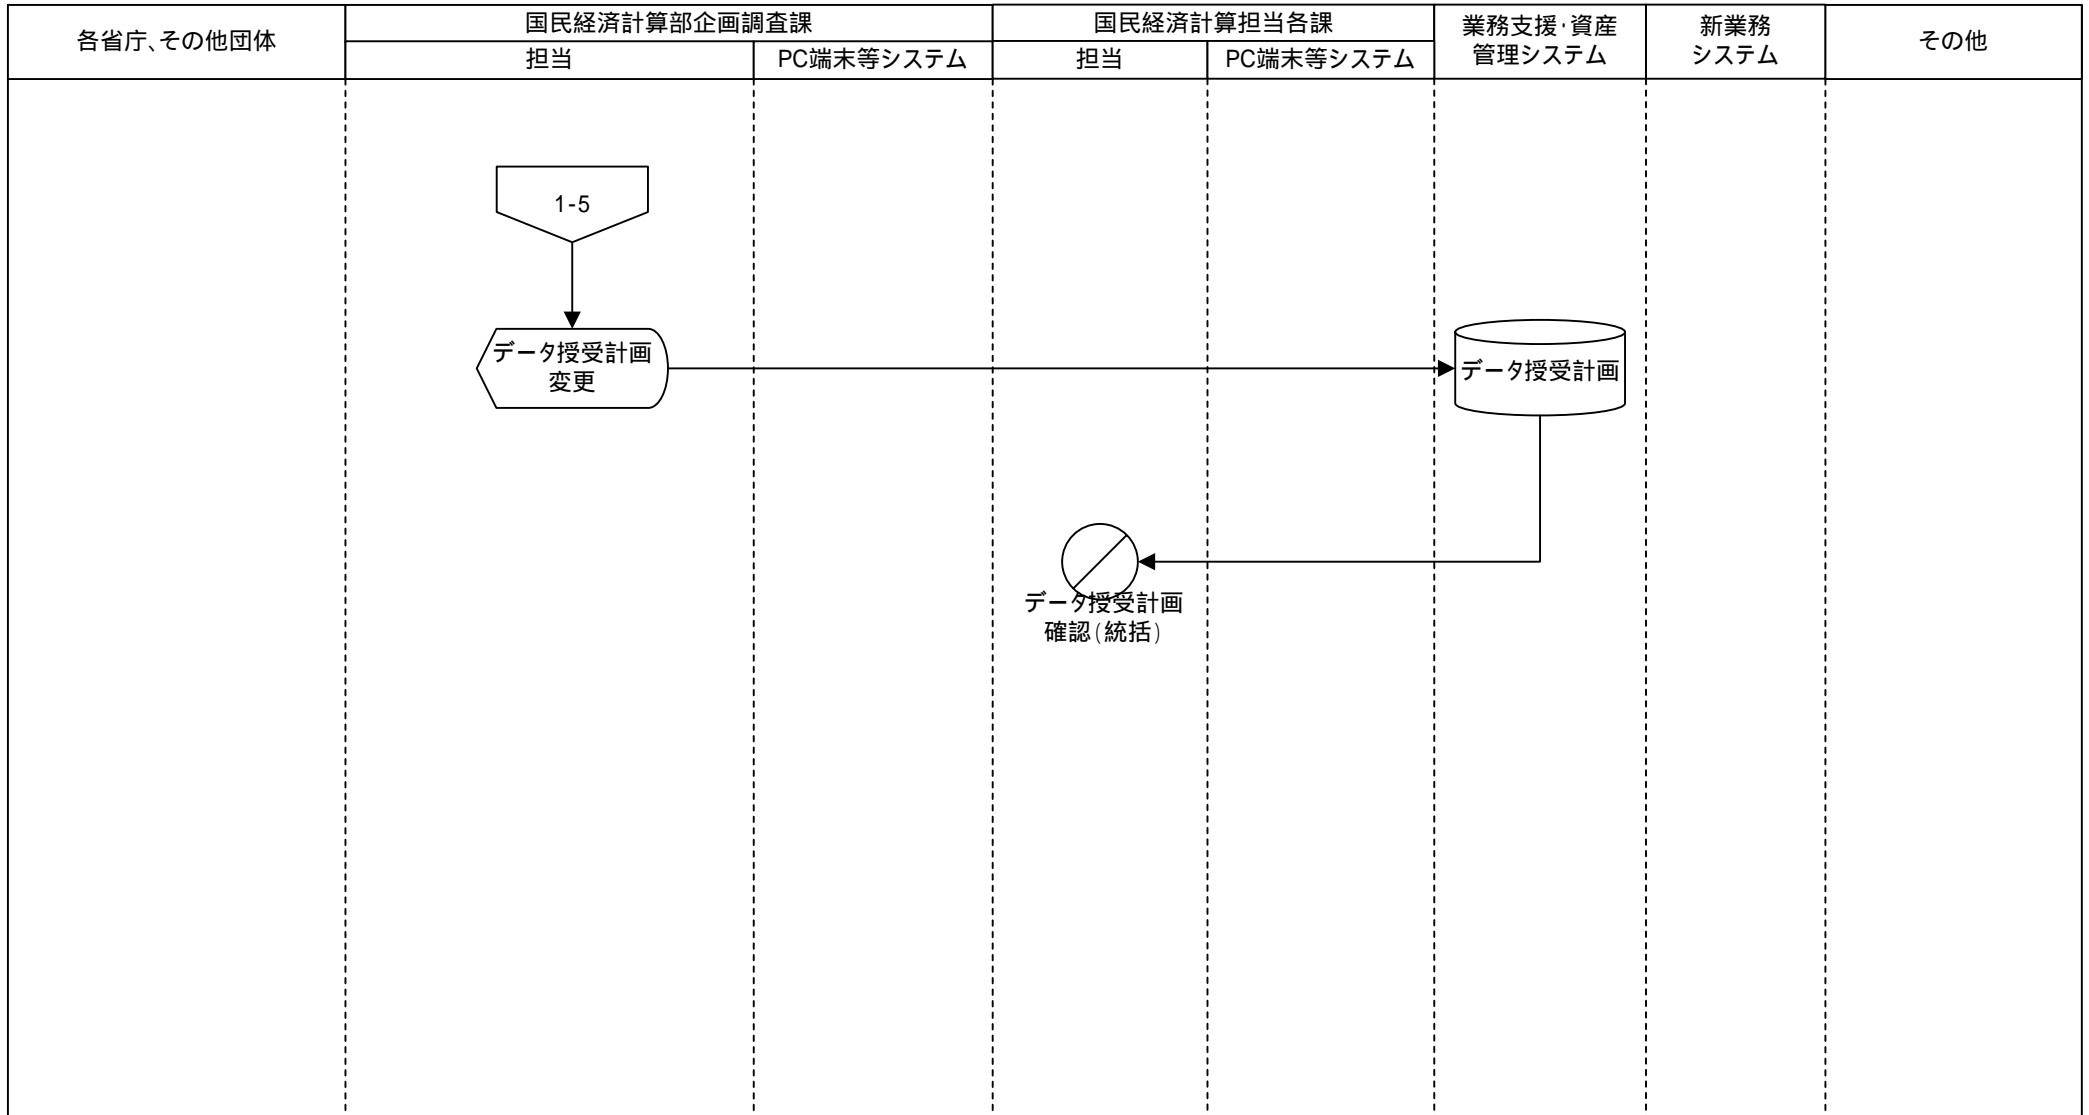 各省庁、その他団体
国民経済計算部企画調査課
担当
PC端末等システム
国民経済計算担当各課
担当
PC端末等システム
業務支援・資産
管理システム
新業務
システム
その他
1-5
データ授受計画
変更
データ授受計画
データ授受計画
確認(統括)